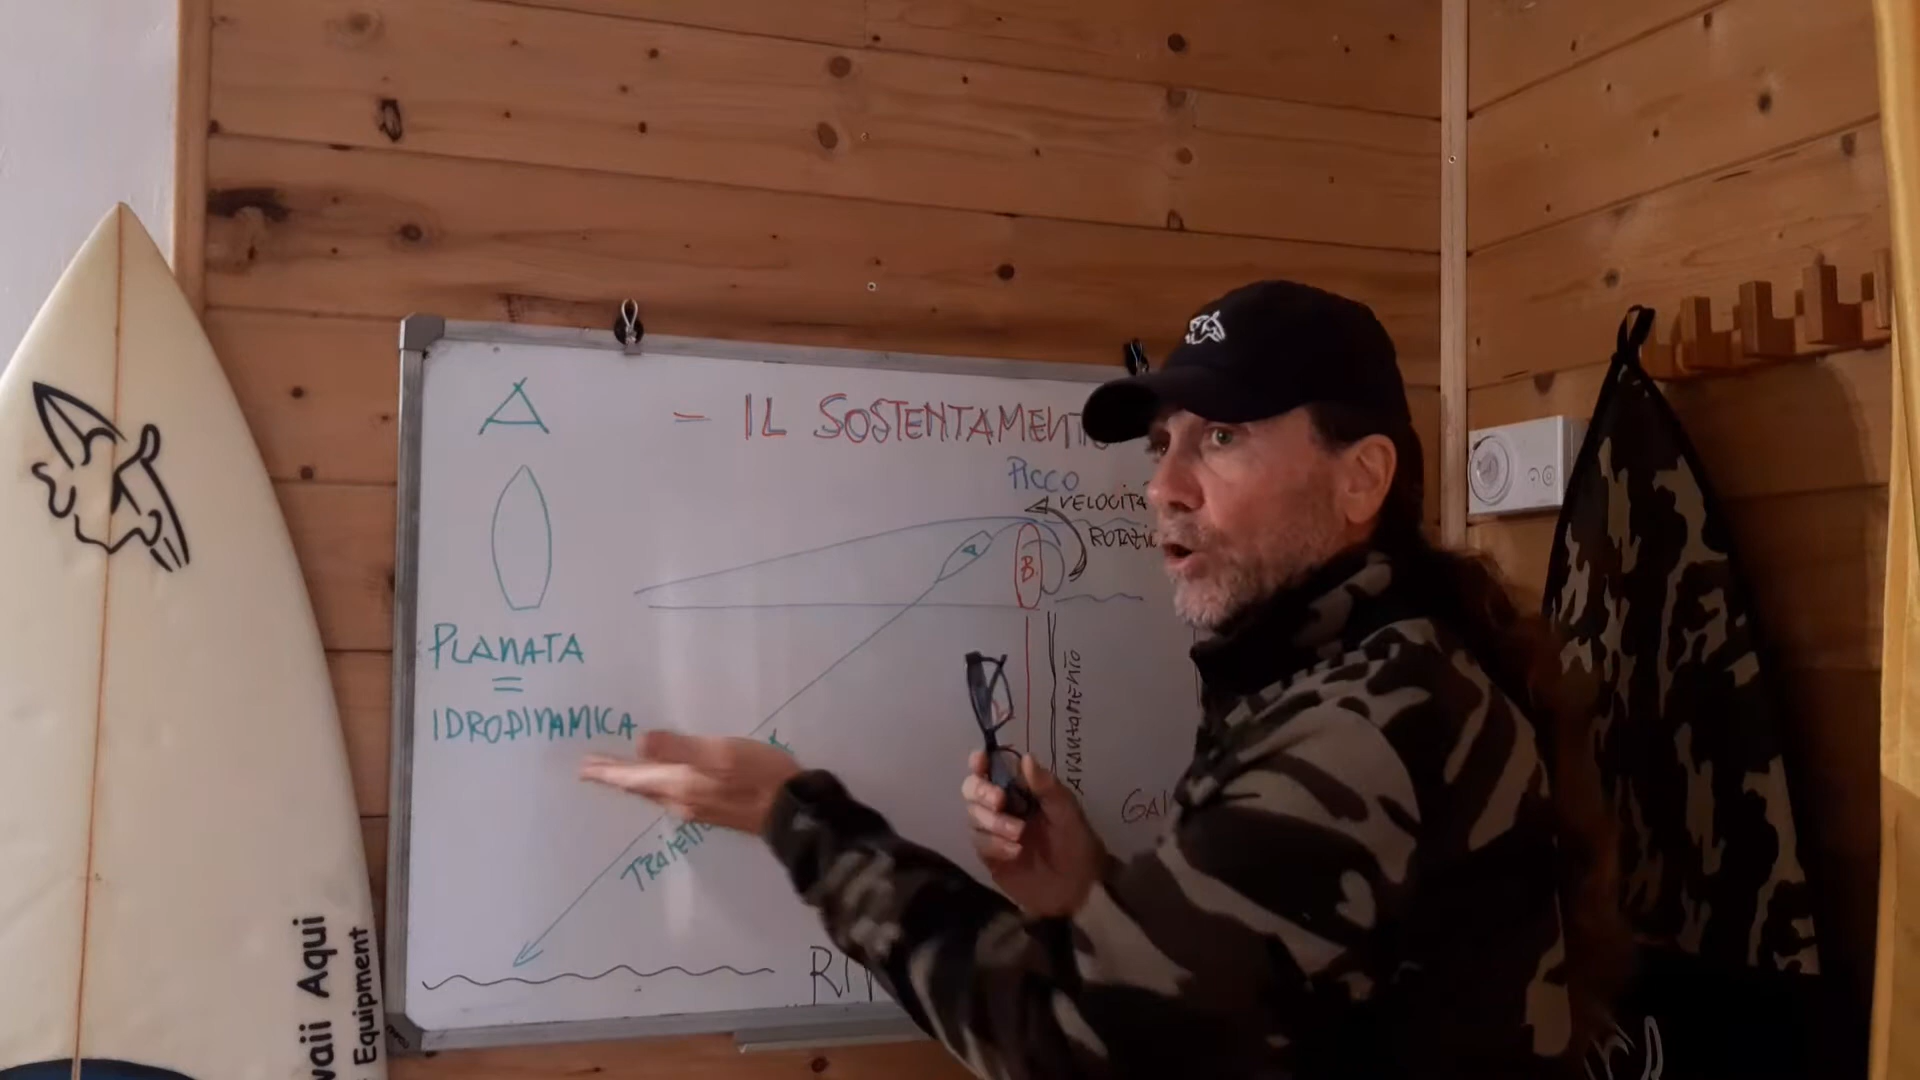 A
= IL SOSTENTAMENTO
PICCO
VELOCITÀ
B.
PLANATA
=
IDRODINAMICA
AVANZAMENTO
waii Aqui
Equipment